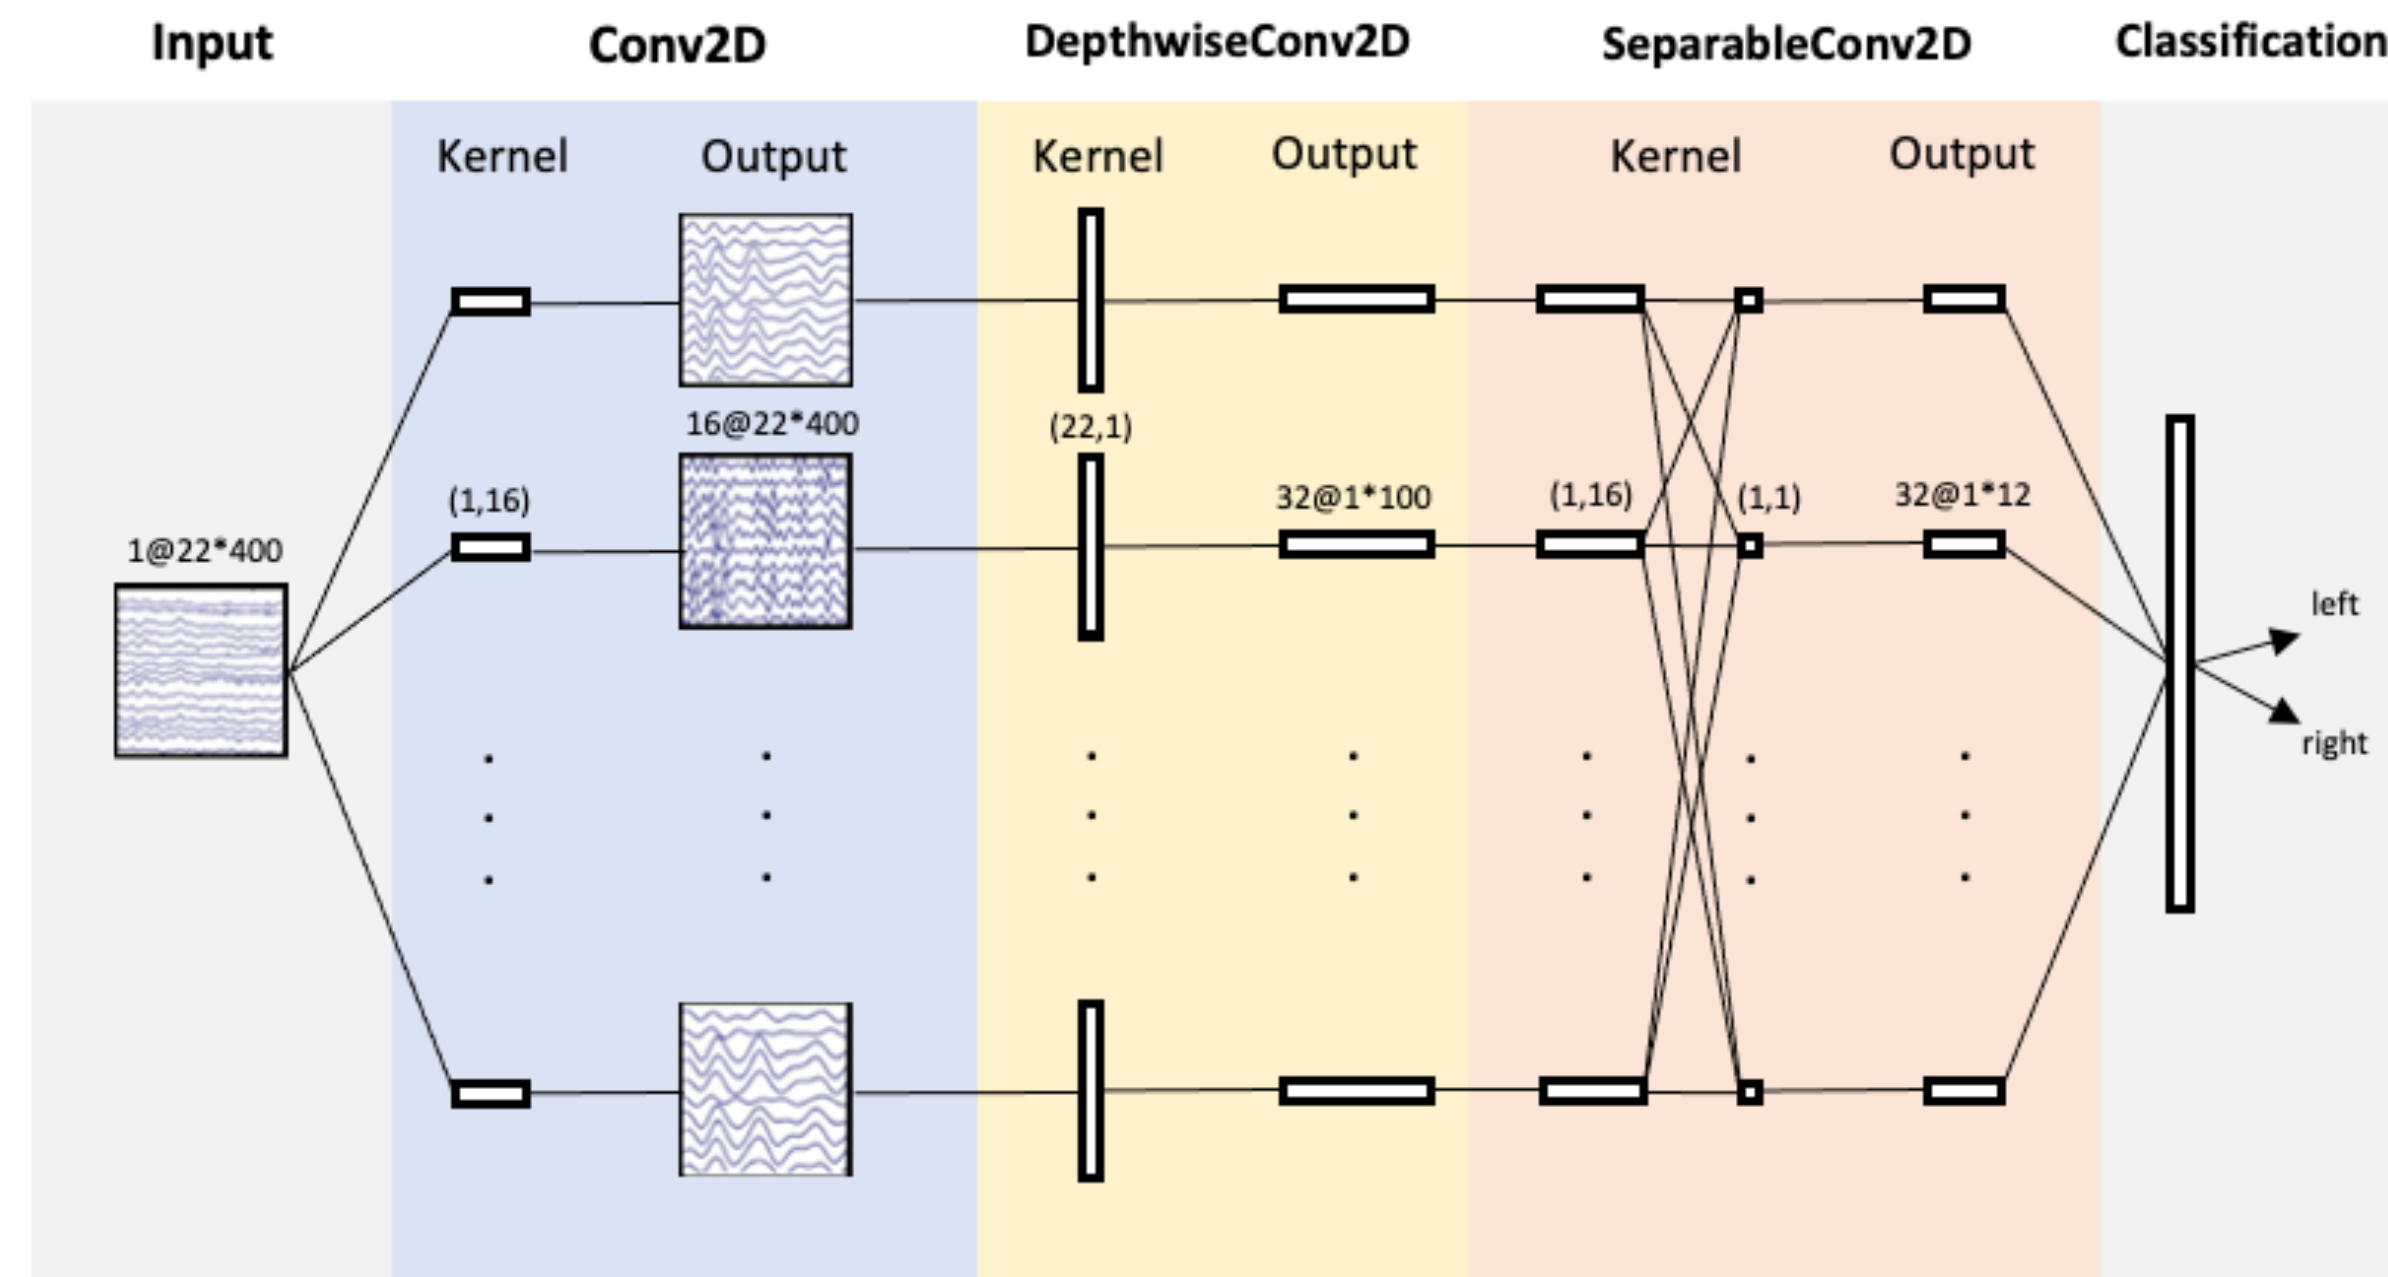 Input
Conv2D
DepthwiseConv2D
SeparableConv2D
Classification
Kernel
Output
Kernel
Output
Kernel
Output
16@22*400
(22,1)
(1,16)
32@1*100
(1,16)
(1,1)
32@1*12
1@22*400
left
right